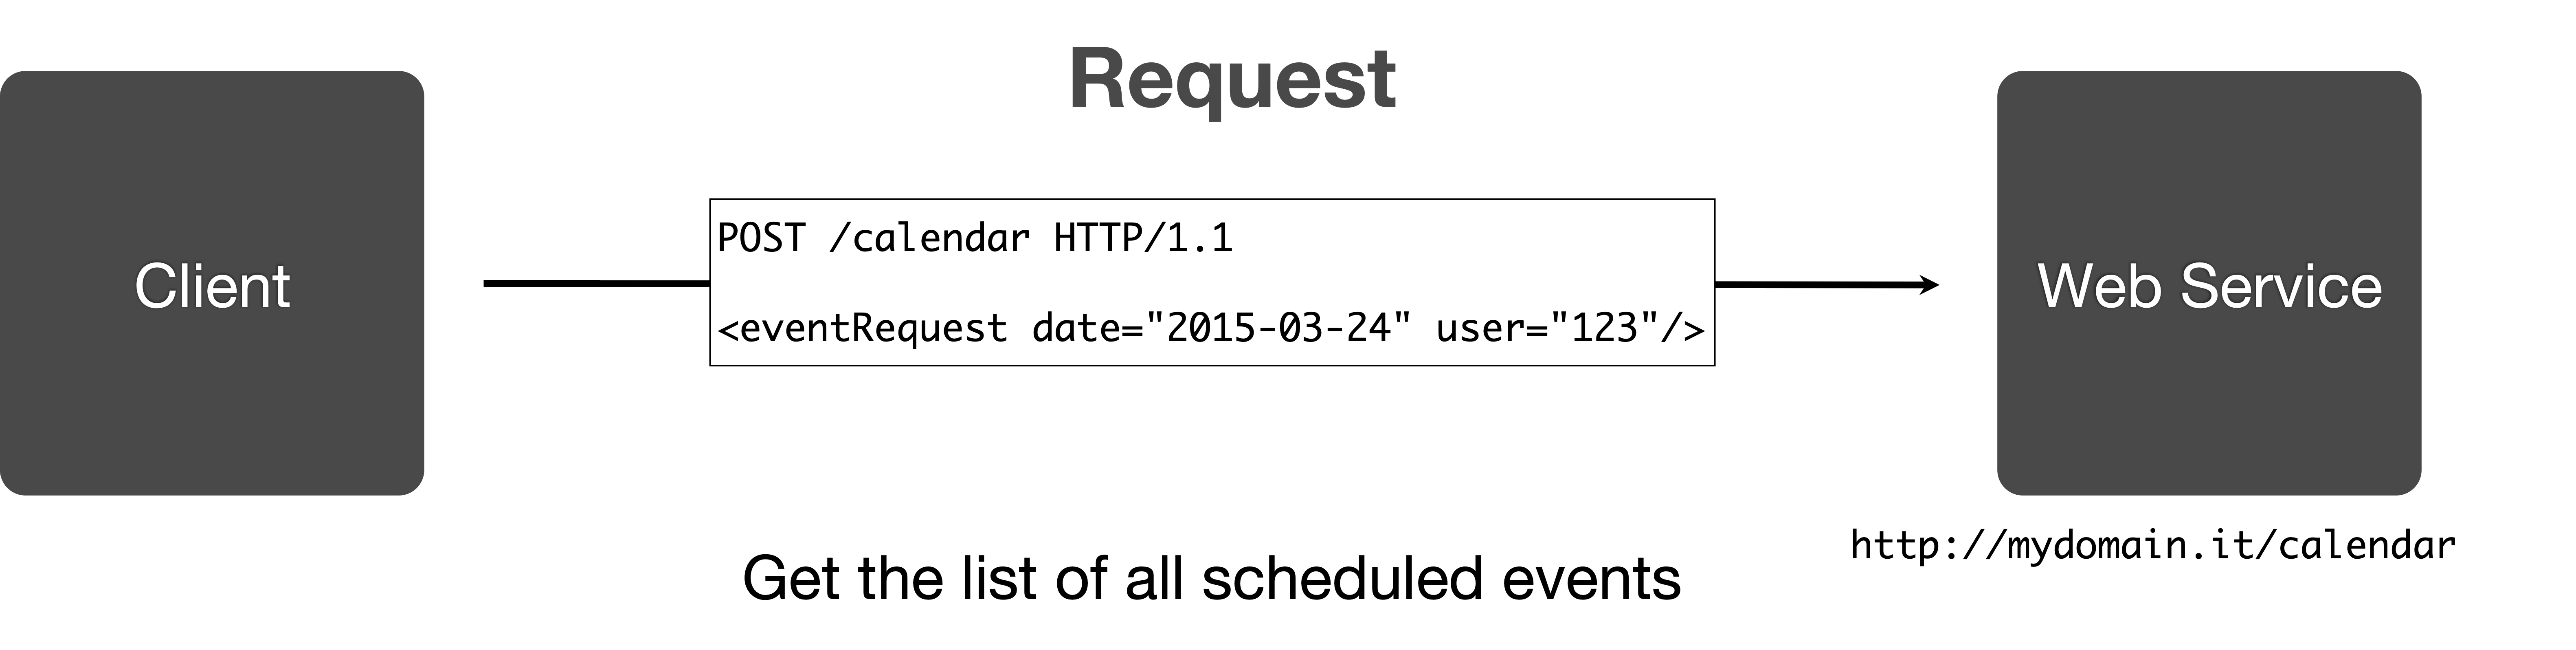 Request
Client
POST /calendar HTTP/1.1
<eventRequest date="2015-03-24" user="123"/>
Web Service
http://mydomain.it/calendar
Get the list of all scheduled events